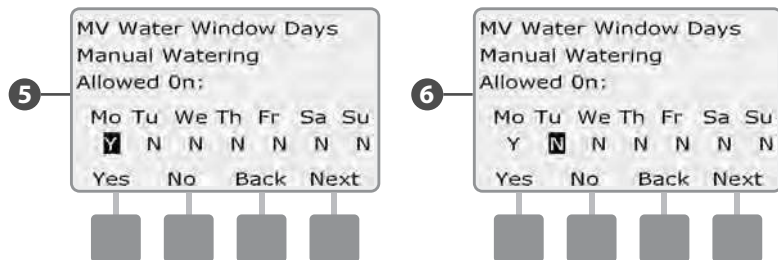 5
MV Water Window Days
Manual Watering
Allowed 0n:
Mo Tu We Th Fr Sa Su
Y N N N N N N
Yes No Back Next
6
MV Water Window Days
Manual Watering
Allowed 0n:
Mo Tu We Th Fr Sa Su
Y N N N N N N
Yes No Back Next